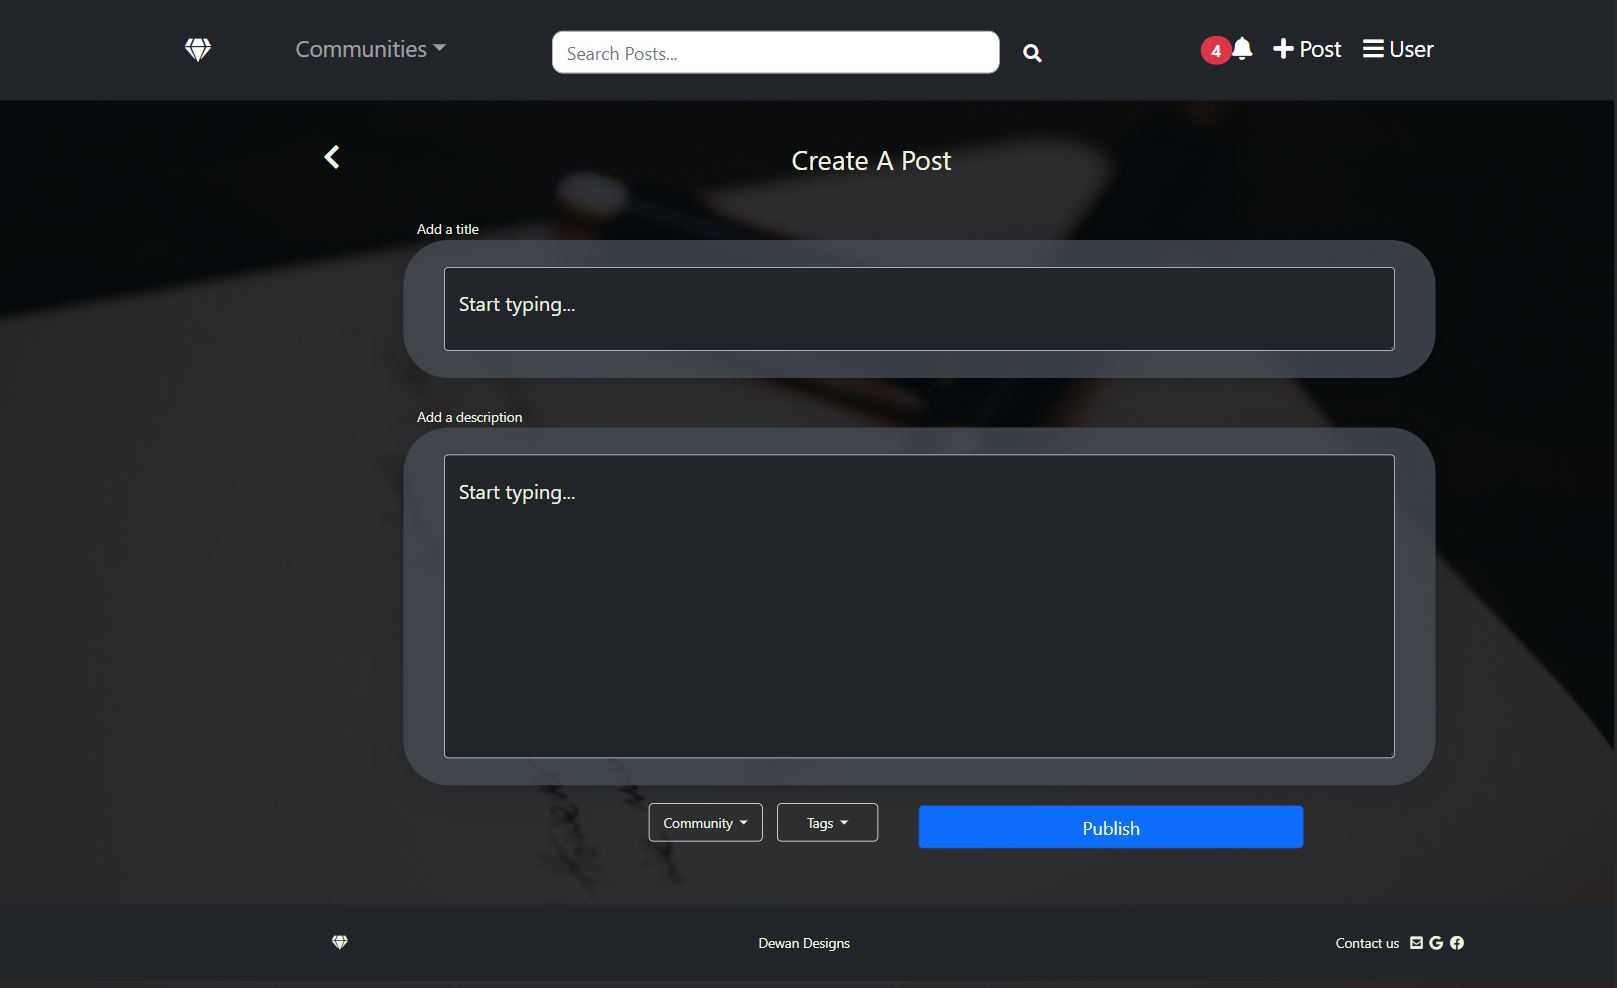 Communities
Search Posts...
4
Post
User
Create A Post
Add a title
Start typing...
Add a description
Start typing...
Community
Tags
Publish
Dewan Designs
Contact us